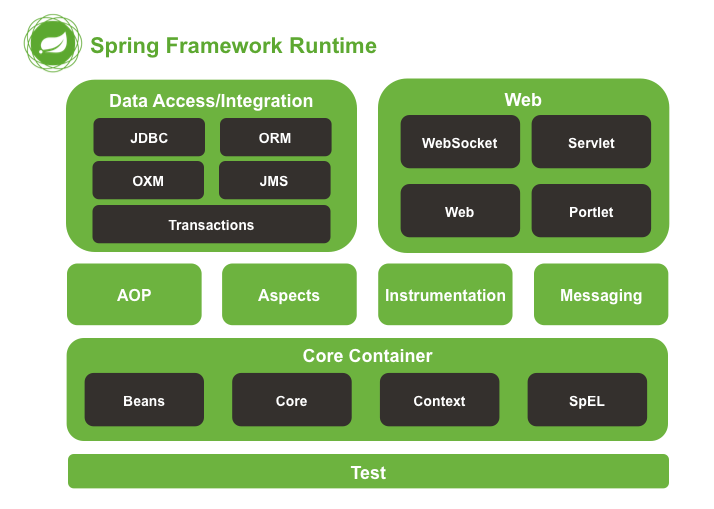 Spring Framework Runtime
Data Access/Integration
JDBC
ORM
OXM
JMS
Transactions
Web
WebSocket
Servlet
Web
Portlet
AOP
Aspects
Instrumentation
Messaging
Core Container
Beans
Core
Context
SpEL
Test